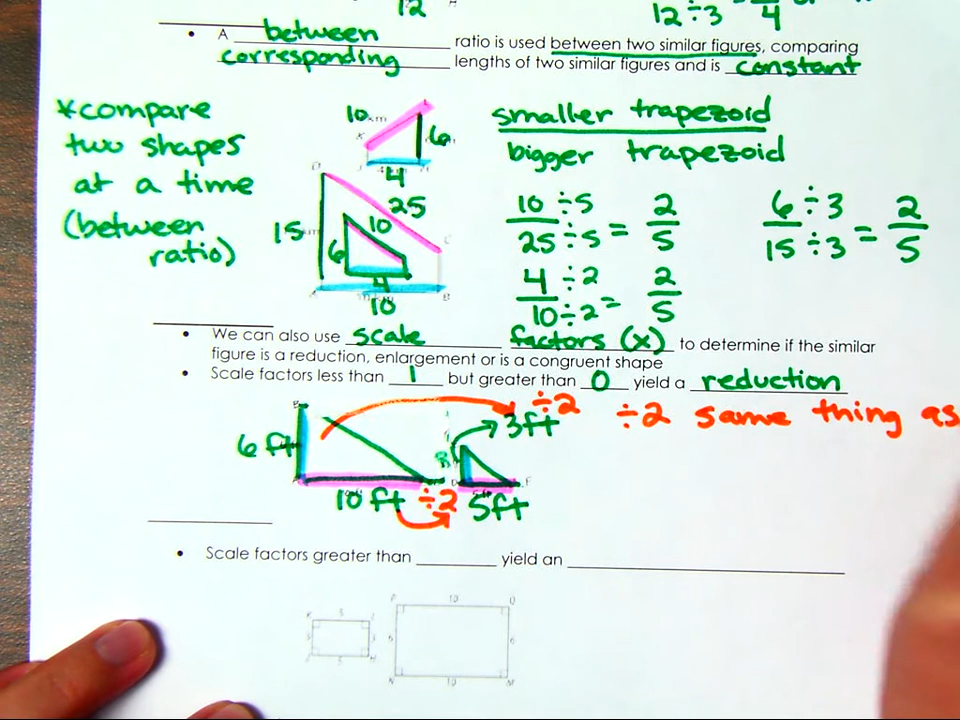 12
12÷3
4
• A between ratio is used between two similar figures, comparing
corresponding lengths of two similar figures and is constant
*compare
two shapes
at a time
(between
ratio)
10
6
4
25
15
10
6
4
10
smaller trapezoid
bigger trapezoid
10 ÷5
25 ÷5 = 2/5
4 ÷2
10 ÷2 = 2/5
6 ÷3
15 ÷3 = 2/5
• We can also use scale factors (x) to determine if the similar
figure is a reduction, enlargement or is a congruent shape
• Scale factors less than 1 but greater than 0 yield a reduction
÷2
÷2 same thing as
6 ft
3ft
10 ft ÷2 5ft
• Scale factors greater than ______ yield an ______
10
10